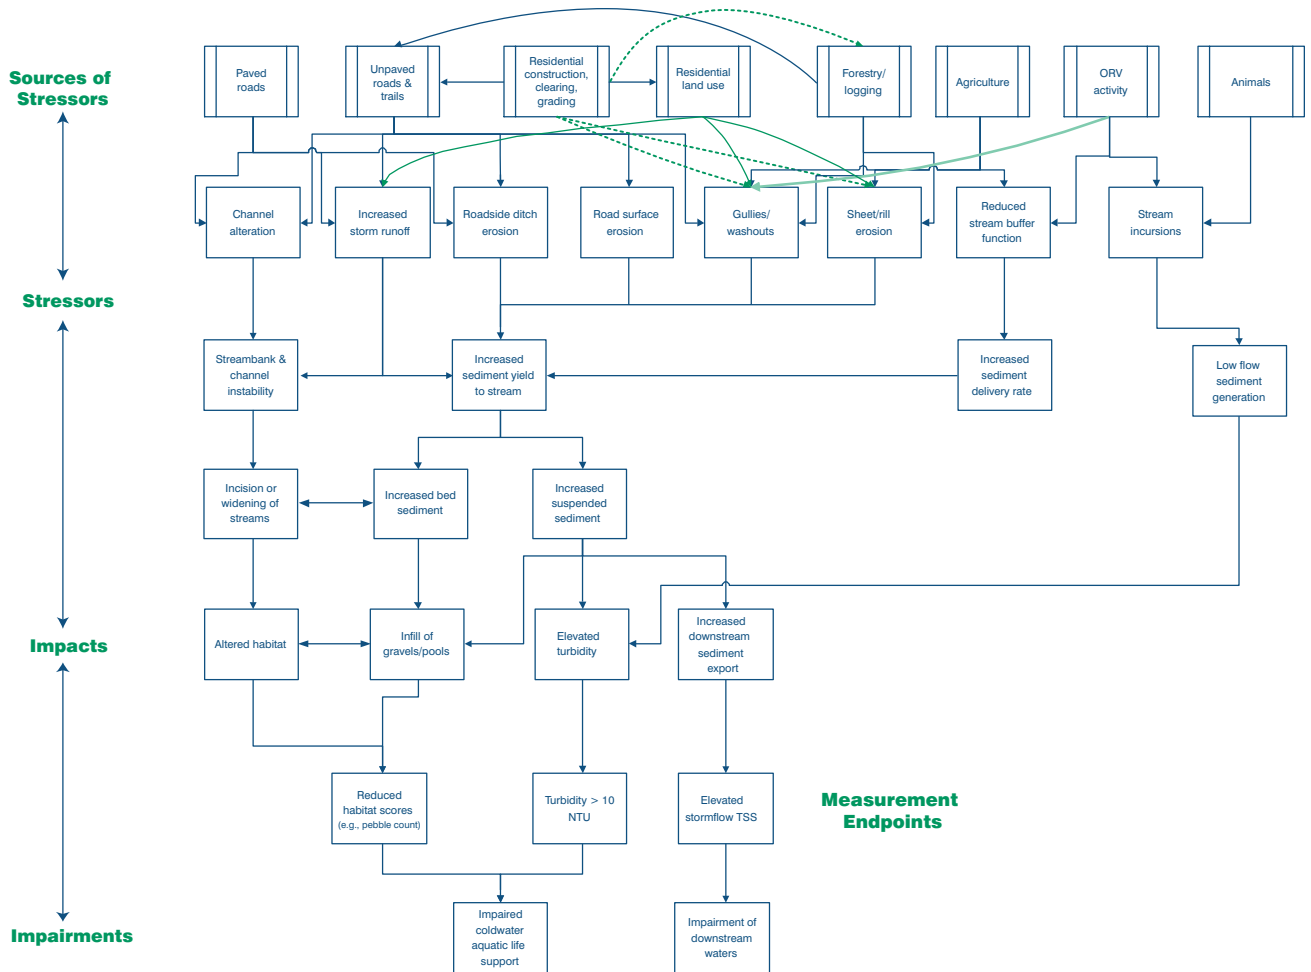 Sources of
Stressors
Paved
roads
Unpaved
roads &
trails
Residential
construction,
clearing,
grading
Residential
land use
Forestry/
logging
Agriculture
ORV
activity
Animals
Channel
alteration
Increased
storm runoff
Roadside ditch
erosion
Road surface
erosion
Gullies/
washouts
Sheet/rill
erosion
Reduced
stream buffer
function
Stream
incursions
Stressors
Streambank &
channel
instability
Increased
sediment yield
to stream
Increased
sediment
delivery rate
Low flow
sediment
generation
Incision or
widening of
streams
Increased bed
sediment
Increased
suspended
sediment
Impacts
Altered habitat
Infill of
gravels/pools
Elevated
turbidity
Increased
downstream
sediment
export
Reduced
habitat scores
(e.g., pebble count)
Turbidity > 10
NTU
Elevated
stormflow TSS
Measurement
Endpoints
Impairments
Impaired
coldwater
aquatic life
support
Impairment of
downstream
waters